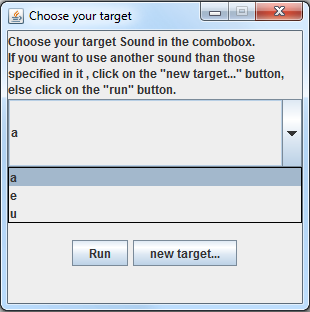 Choose your target
Choose your target Sound in the combobox.
If you want to use another sound than those
specified in it , click on the "new target..." button,
else click on the "run" button.
a
a
e
u
Run new target...